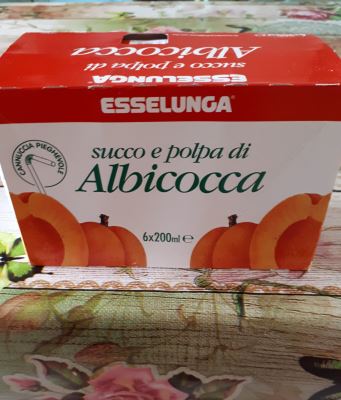 Albicocca
succo e polpa di
ESSELUNGA
ESSELUNGA
succo e polpa di
Albicocca
CANNUCCIA PIEGHEVOLE
6x200ml e